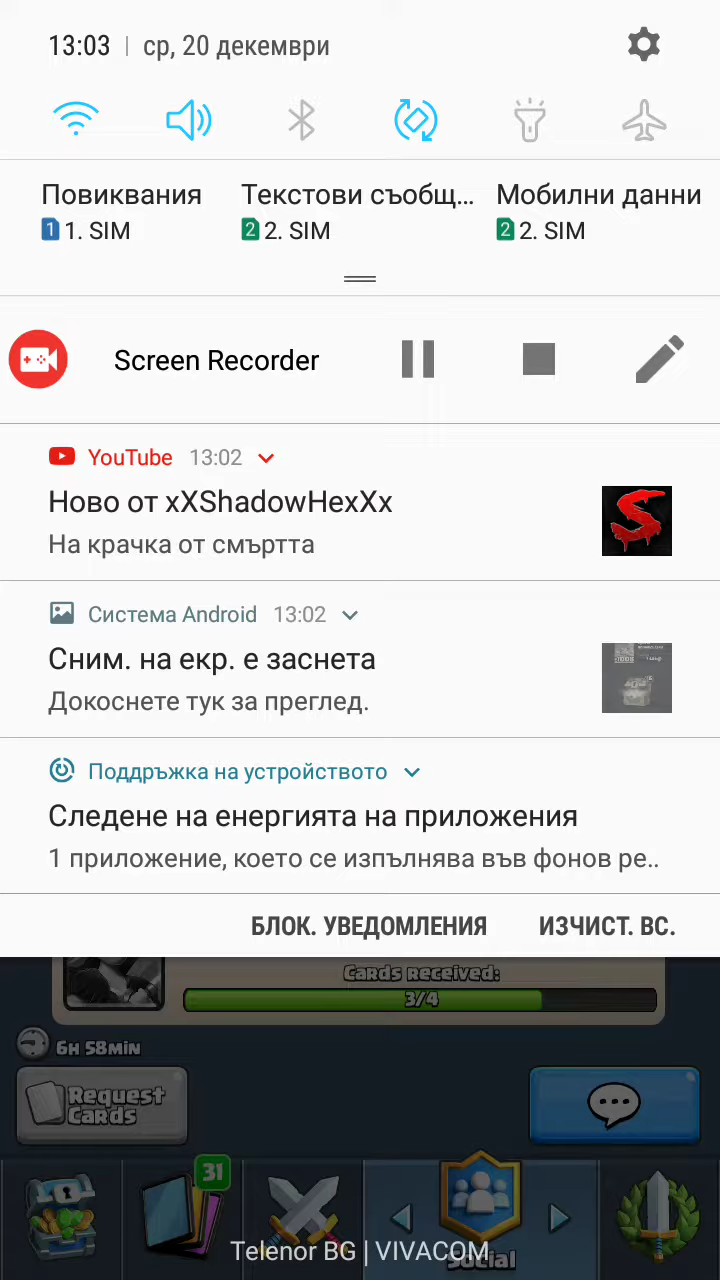 13:03 | ср, 20 декември
Повиквания
1 1. SIM
Текстови съобщ...
2 2. SIM
Мобилни данни
2 2. SIM
Screen Recorder
YouTube 13:02
Ново от xXShadowHexXx
На крачка от смъртта
Система Android 13:02
Сним. на екр. е заснета
Докоснете тук за преглед.
Поддръжка на устройството
Следене на енергията на приложения
1 приложение, което се изпълнява във фонов ре..
БЛОК. УВЕДОМЛЕНИЯ
ИЗЧИСТ. ВС.
Cards Received:
3/4
6h 58min
Request
Cards
31
Social
Telenor BG | VIVACOM